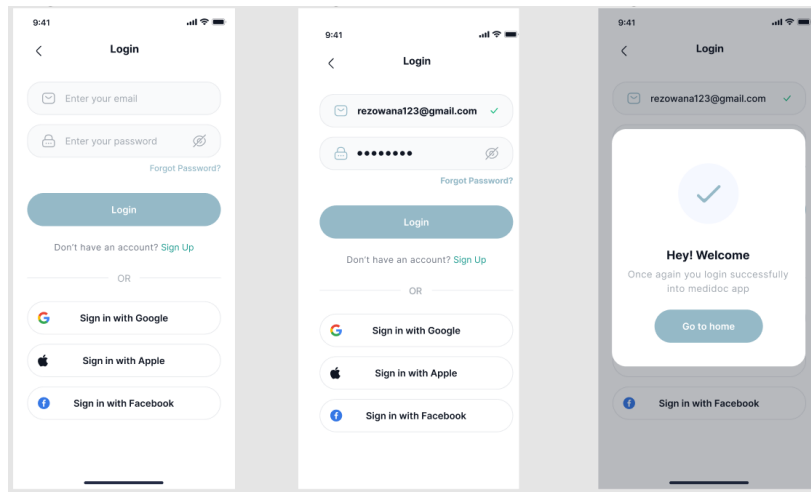 9:41
Login
Enter your email
Enter your password
Forgot Password?
Login
Don't have an account? Sign Up
OR
Sign in with Google
Sign in with Apple
Sign in with Facebook
9:41
Login
rezowana123@gmail.com
Forgot Password?
Login
Don't have an account? Sign Up
OR
Sign in with Google
Sign in with Apple
Sign in with Facebook
9:41
Login
rezowana123@gmail.com
Hey! Welcome
Once again you login successfully
into medidoc app
Go to home
Sign in with Facebook